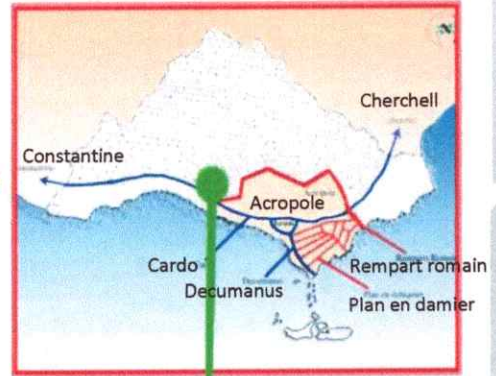 N
Cherchell
Constantine
Acropole
Cardo
Rempart romain
Decumanus
Plan en damier